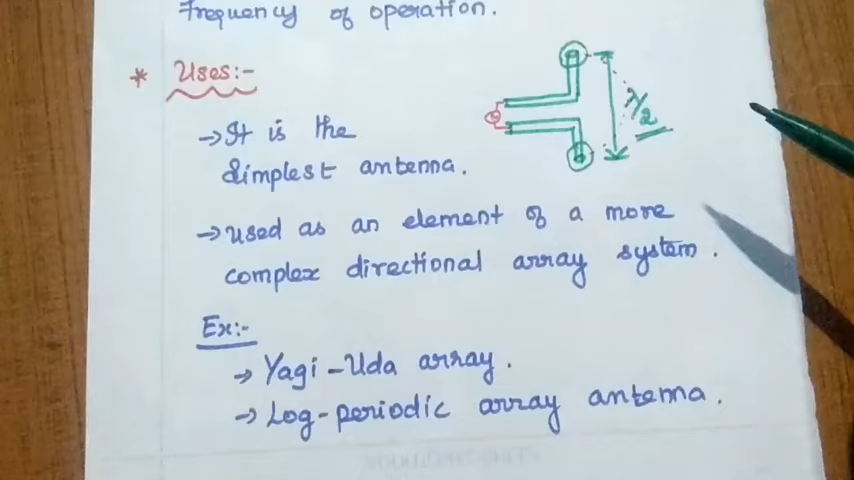 Frequency of operation.
* Uses:-
→ It is the
simplest antenna.
λ/2
→ used as an element of a more
complex directional array system.
Ex:-
→ Yagi-Uda array.
→ Log-periodic array antenna.